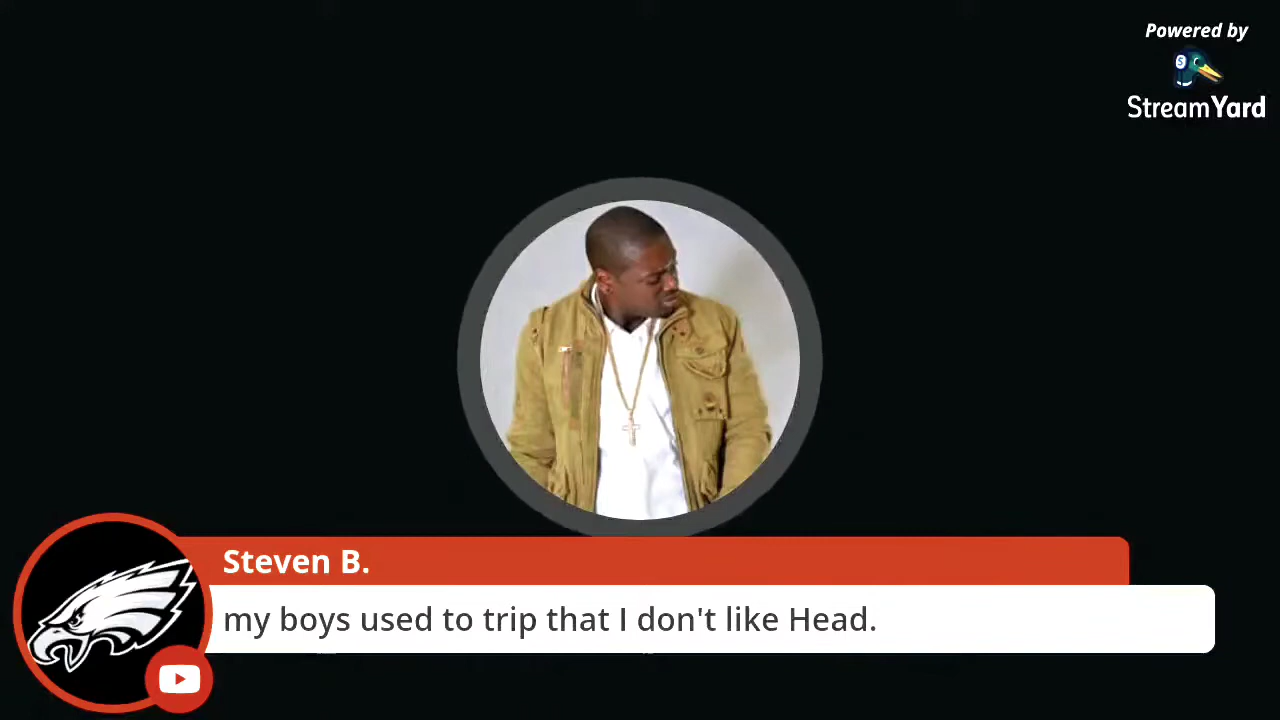 Powered by
StreamYard
Steven B.
my boys used to trip that I don't like Head.